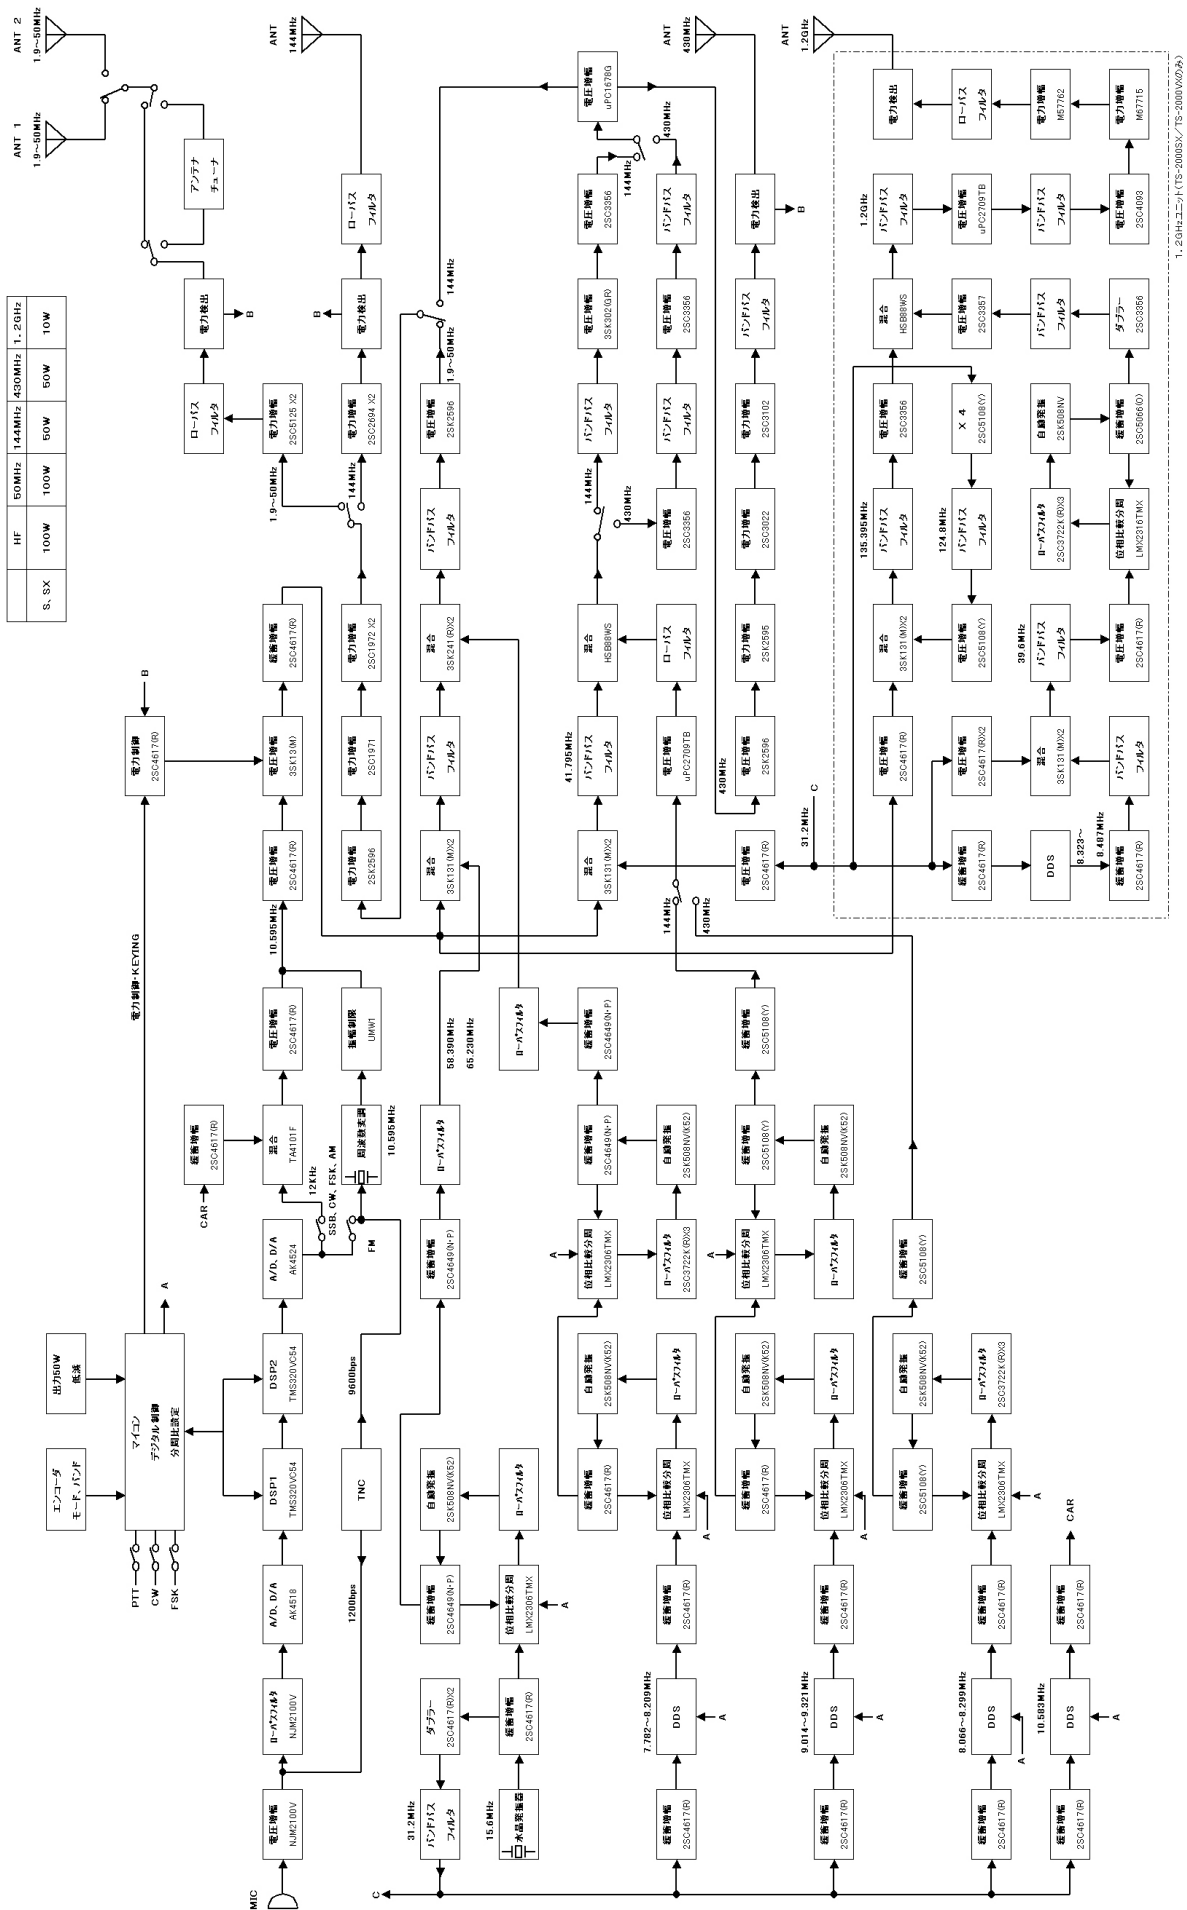 HF
50MHz
144MHz
430MHz
1.2GHz
S、SX
100W
100W
50W
50W
10W
ANT 1
1.9～50MHz
ANT 2
1.9～50MHz
エンコーダ
モード、バンド
出力50W
低減
PTT
CW
FSK
マイコン
デジタル制御
分周比設定
A
電力制御・KEYING
電力制御
2SC4617(R)
B
アンテナ
チューナ
電力検出
B
ローパス
フィルタ
CAR
緩衝増幅
2SC4617(R)
MIC
電圧増幅
NJM2100V
ローパスフィルタ
NJM2100V
A/D、D/A
AK4518
DSP1
TMS320VC54
DSP2
TMS320VC54
A/D、D/A
AK4524
混合
TA4101F
電圧増幅
2SC4617(R)
10.595MHz
電圧増幅
2SC4617(R)
電圧増幅
3SK131(M)
緩衝増幅
2SC4617(R)
1.9～50MHz
電力増幅
2SC5125 X2
ANT
144MHz
12KHz
SSB、CW、FSK、AM
FM
1200bps
TNC
9600bps
周波数変調
10.595MHz
振幅制限
UMW1
電力増幅
2SK2596
電力増幅
2SC1971
電力増幅
2SC1972 X2
144MHz
電力増幅
2SC2694 X2
電力検出
B
ローパス
フィルタ
C
31.2MHz
バンドパス
フィルタ
ダブラー
2SC4617(R)X2
緩衝増幅
2SC4649(N・P)
自励発振
2SK508NV(K52)
緩衝増幅
2SC4649(N・P)
ローパスフィルタ
58.390MHz
65.230MHz
混合
3SK131(M)X2
バンドパス
フィルタ
混合
3SK241(R)X2
バンドパス
フィルタ
電圧増幅
2SK2596
1.9～50MHz
144MHz
15.6MHz
水晶発振器
緩衝増幅
2SC4617(R)
位相比較分周
LMX2306TMX
A
ローパスフィルタ
ローパスフィルタ
緩衝増幅
2SC4617(R)
自励発振
2SK508NV(K52)
A
位相比較分周
LMX2306TMX
緩衝増幅
2SC4649(N・P)
緩衝増幅
2SC4649(N・P)
混合
3SK131(M)X2
41.795MHz
バンドパス
フィルタ
混合
HSB88WS
144MHz
430MHz
バンドパス
フィルタ
電圧増幅
3SK302(GR)
電圧増幅
2SC3356
144MHz
430MHz
電圧増幅
uPC1678G
緩衝増幅
2SC4617(R)
7.782～8.209MHz
DDS
A
緩衝増幅
2SC4617(R)
位相比較分周
LMX2306TMX
A
ローパスフィルタ
ローパスフィルタ
2SC3722K(R)X3
自励発振
2SK508NV(K52)
144MHz
430MHz
電圧増幅
uPC2709TB
ローパス
フィルタ
電圧増幅
2SC3356
バンドパス
フィルタ
電圧増幅
2SC3356
バンドパス
フィルタ
ANT
430MHz
緩衝増幅
2SC4617(R)
自励発振
2SK508NV(K52)
A
位相比較分周
LMX2306TMX
緩衝増幅
2SC5108(Y)
緩衝増幅
2SC5108(Y)
電圧増幅
2SC4617(R)
430MHz
電力増幅
2SK2596
電力増幅
2SK2595
電力増幅
2SC3022
電力増幅
2SC3102
バンドパス
フィルタ
電力検出
B
緩衝増幅
2SC4617(R)
9.014～9.321MHz
DDS
A
緩衝増幅
2SC4617(R)
位相比較分周
LMX2306TMX
A
ローパスフィルタ
ローパスフィルタ
自励発振
2SK508NV(K52)
31.2MHz
C
ANT
1.2GHz
緩衝増幅
2SC5108(Y)
自励発振
2SK508NV(K52)
緩衝増幅
2SC5108(Y)
電圧増幅
2SC4617(R)
混合
3SK131(M)X2
135.395MHz
バンドパス
フィルタ
電圧増幅
2SC3356
混合
HSB88WS
1.2GHz
バンドパス
フィルタ
電力検出
緩衝増幅
2SC4617(R)
8.066～8.299MHz
DDS
A
緩衝増幅
2SC4617(R)
位相比較分周
LMX2306TMX
A
ローパスフィルタ
2SC3722K(R)X3
緩衝増幅
2SC4617(R)
電圧増幅
2SC4617(R)X2
電圧増幅
2SC5108(Y)
124.8MHz
バンドパス
フィルタ
X 4
2SC5108(Y)
電圧増幅
2SC3357
電圧増幅
uPC2709TB
ローパス
フィルタ
緩衝増幅
2SC4617(R)
10.583MHz
DDS
A
緩衝増幅
2SC4617(R)
CAR
DDS
8.323～
8.487MHz
混合
3SK131(M)X2
39.6MHz
バンドパス
フィルタ
ローパスフィルタ
2SC3722K(R)X3
自励発振
2SK508NV
バンドパス
フィルタ
バンドパス
フィルタ
電力増幅
M57762
緩衝増幅
2SC4617(R)
バンドパス
フィルタ
電圧増幅
2SC4617(R)
位相比較分周
LMX2316TMX
緩衝増幅
2SC5066(O)
ダブラー
2SC3356
電圧増幅
2SC4093
電力増幅
M67715
1.2GHzユニット(TS-2000SX／TS-2000VXのみ)